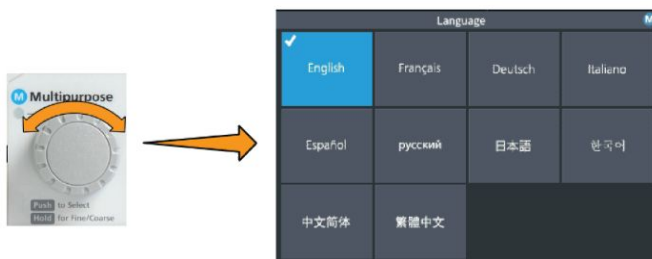 M Multipurpose
Push to Select
Hold for Fine/Coarse
Language M
English Français Deutsch Italiano
Español русский 日本語 한국어
中文简体 繁體中文